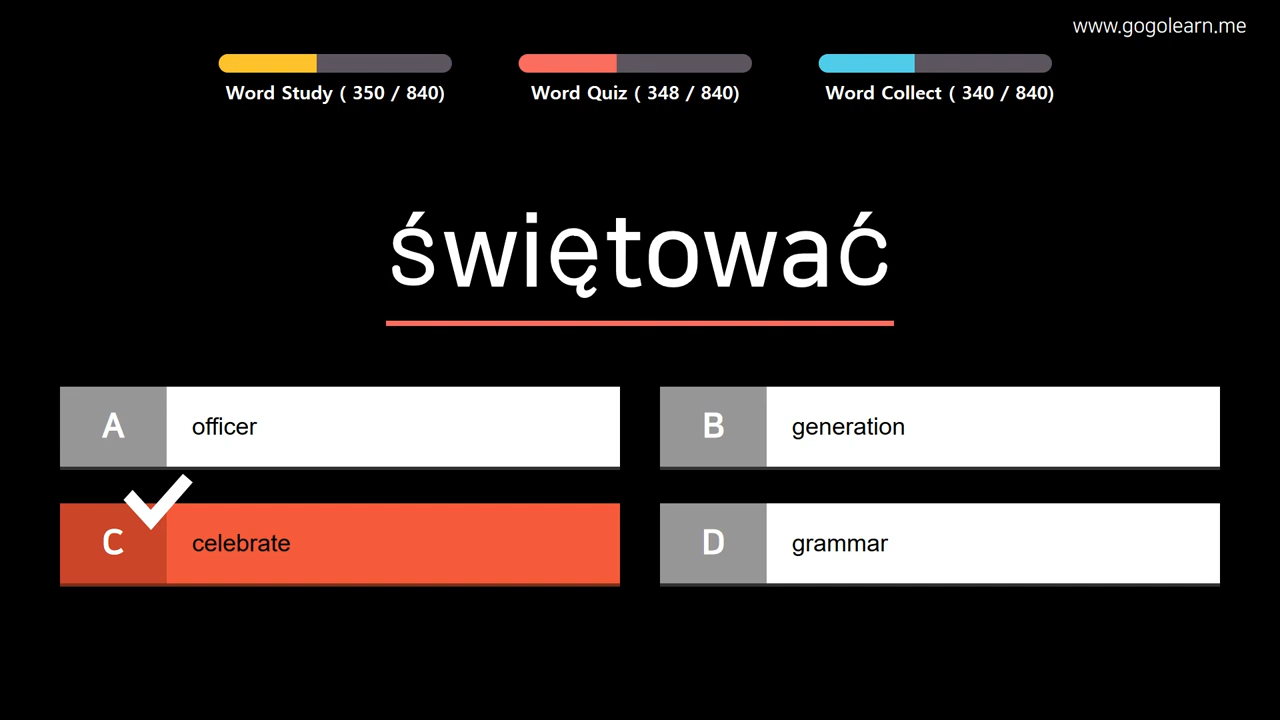 www.gogolearn.me
Word Study ( 350 / 840)
Word Quiz ( 348 / 840)
Word Collect ( 340 / 840)
świętować
A officer
B generation
C celebrate
D grammar